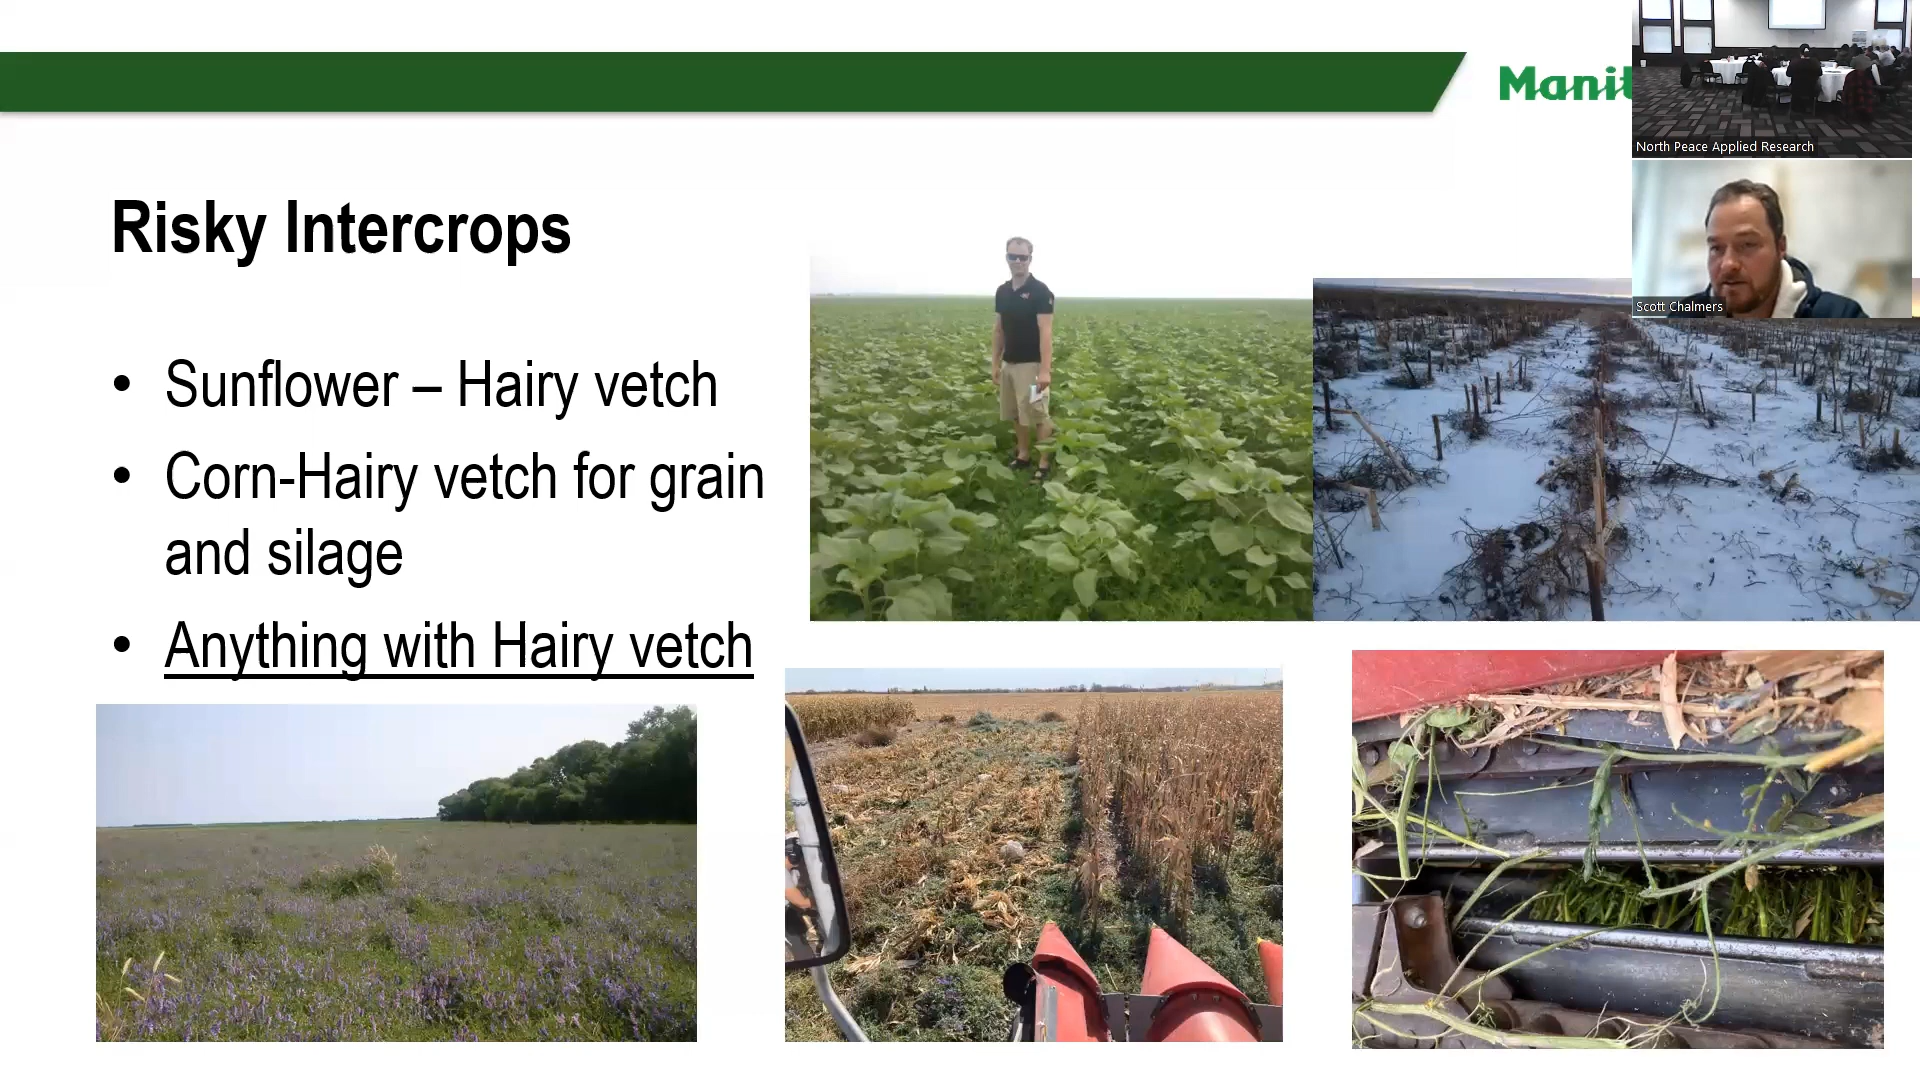 Manit
North Peace Applied Research
Scott Chalmers
Risky Intercrops
• Sunflower – Hairy vetch
• Corn-Hairy vetch for grain
and silage
• Anything with Hairy vetch